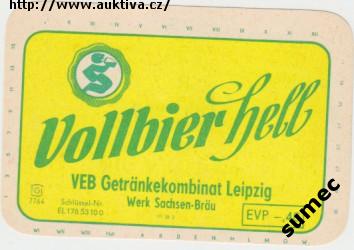 http://www.auktiva.cz/
Vollbier hell
VEB Getränkekombinat Leipzig
Werk Sachsen-Bräu
7764
Schlüssel-Nr.
EL 176 53 10 0
EVP
sumec